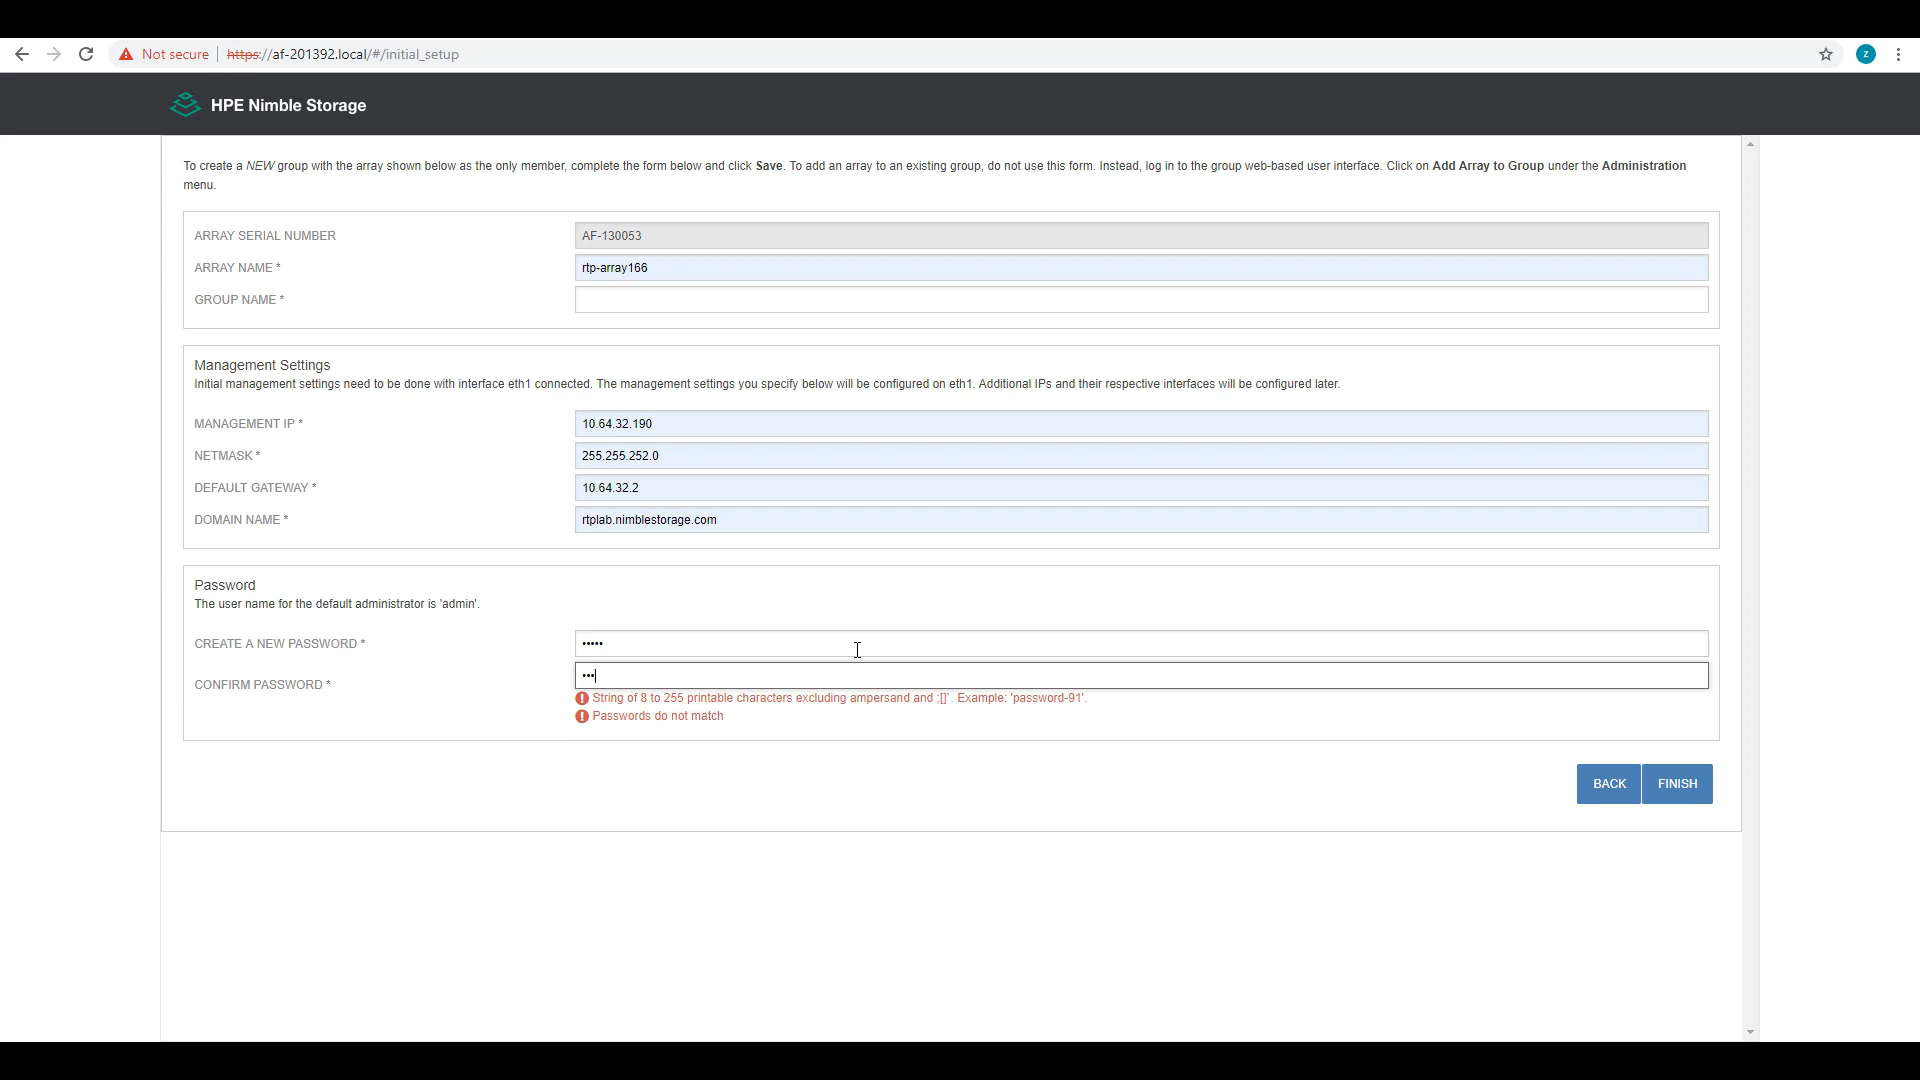 Not secure | https://af-201392.local/#/initial_setup
z
HPE Nimble Storage
To create a NEW group with the array shown below as the only member, complete the form below and click Save. To add an array to an existing group, do not use this form. Instead, log in to the group web-based user interface. Click on Add Array to Group under the Administration
menu.
ARRAY SERIAL NUMBER AF-130053
ARRAY NAME * rtp-array166
GROUP NAME *
Management Settings
Initial management settings need to be done with interface eth1 connected. The management settings you specify below will be configured on eth1. Additional IPs and their respective interfaces will be configured later.
MANAGEMENT IP * 10.64.32.190
NETMASK * 255.255.252.0
DEFAULT GATEWAY * 10.64.32.2
DOMAIN NAME * rtplab.nimblestorage.com
Password
The user name for the default administrator is 'admin'.
CREATE A NEW PASSWORD * •••••
CONFIRM PASSWORD * •••
String of 8 to 255 printable characters excluding ampersand and ;[]`. Example: 'password-91'.
Passwords do not match
BACK FINISH